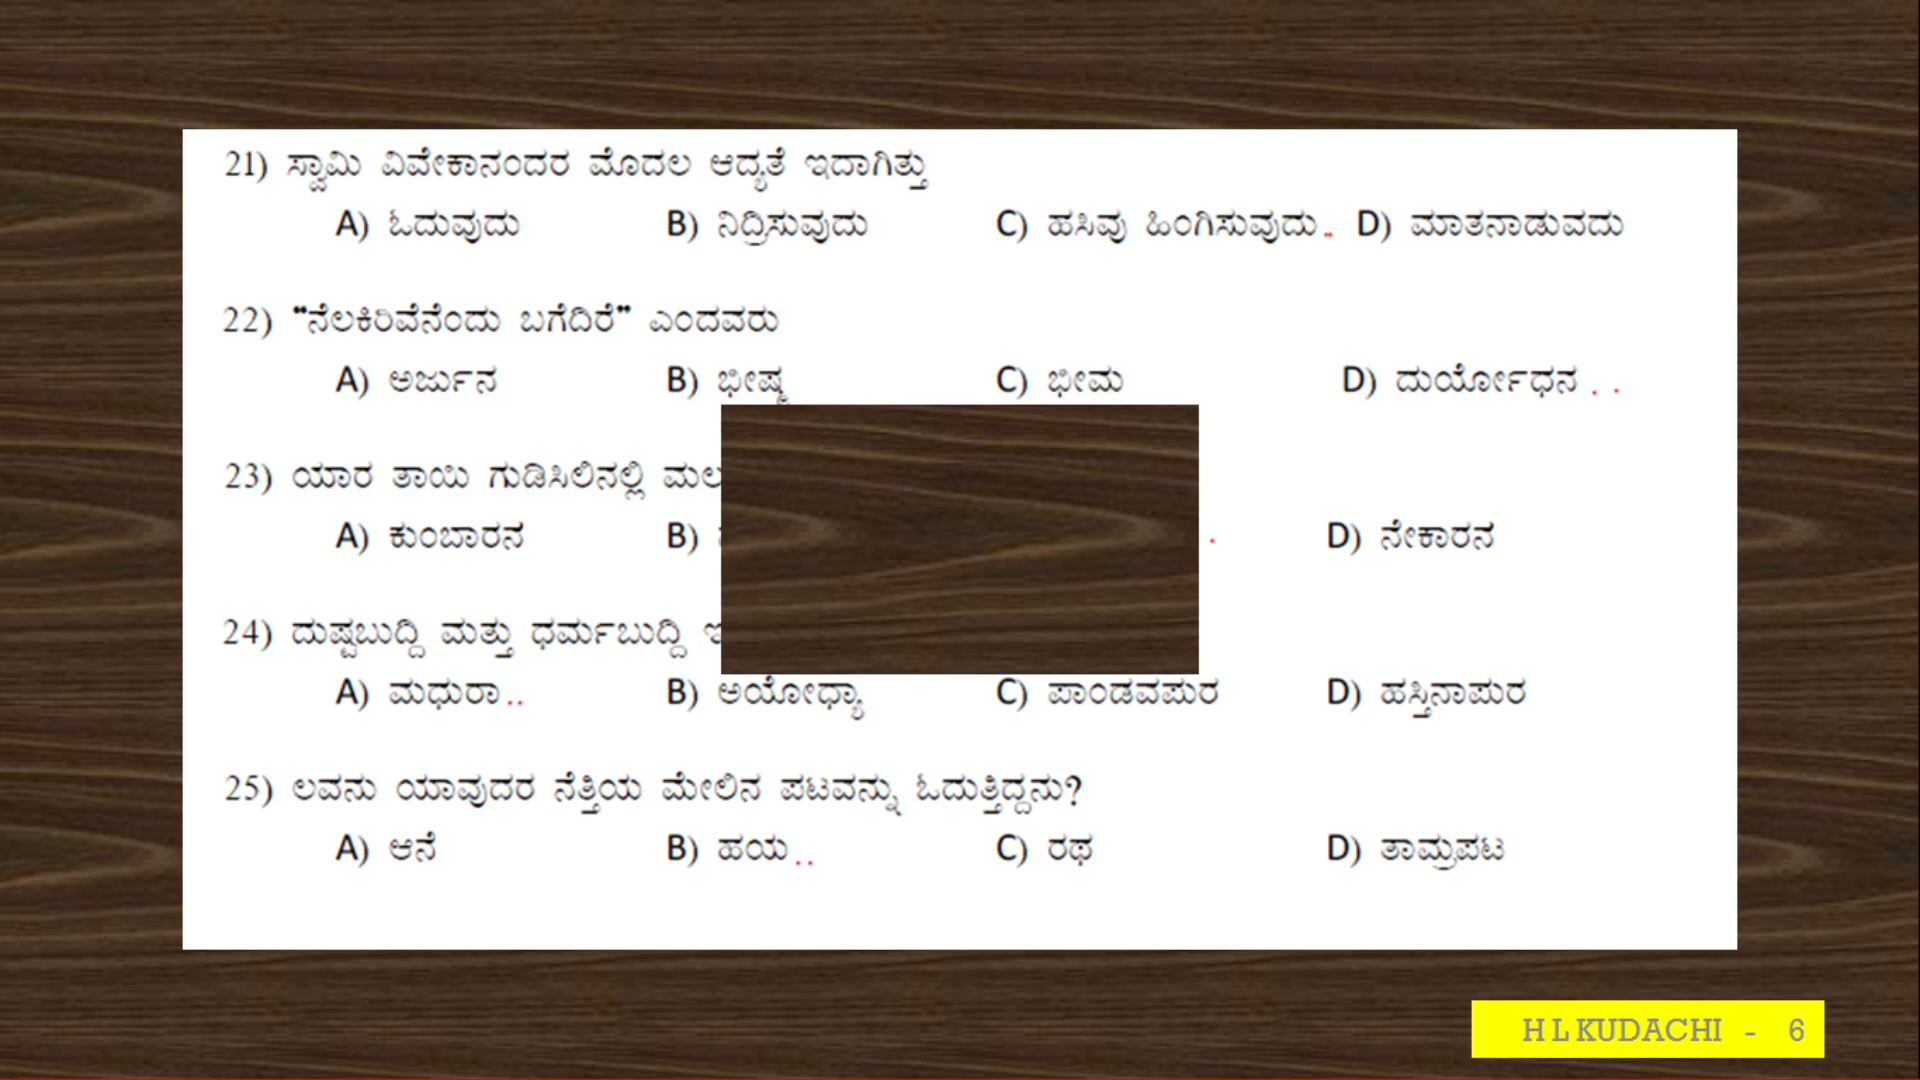 21) ಸ್ವಾಮಿ ವಿವೇಕಾನಂದರ ಮೊದಲ ಆದ್ಯತೆ ಇದಾಗಿತ್ತು
A) ಓದುವುದು B) ನಿದ್ರಿಸುವುದು C) ಹಸಿವು ಹಿಂಗಿಸುವುದು.. D) ಮಾತನಾಡುವದು
22) “ನೆಲಕಿರಿವೆನೆಂದು ಬಗೆದಿರೆ” ಎಂದವರು
A) ಅರ್ಜುನ B) ಭೀಷ್ಮ C) ಭೀಮ D) ದುರ್ಯೋಧನ . .
23) ಯಾರ ತಾಯಿ ಗುಡಿಸಿಲಿನಲ್ಲಿ
A) ಕುಂಬಾರನ B) . D) ನೇಕಾರನ
24) ದುಷ್ಟಬುದ್ದಿ ಮತ್ತು ಧರ್ಮಬುದ್ದಿ
A) ಮಧುರಾ.. B) ಅಯೋಧ್ಯಾ C) ಪಾಂಡವಪುರ D) ಹಸ್ತಿನಾಪುರ
25) ಲವನು ಯಾವುದರ ನೆತ್ತಿಯ ಮೇಲಿನ ಪಟವನ್ನು ಓದುತ್ತಿದ್ದನು?
A) ಆನೆ B) ಹಯ.. C) ರಥ D) ತಾಮ್ರಪಟ
H L KUDACHI - 6